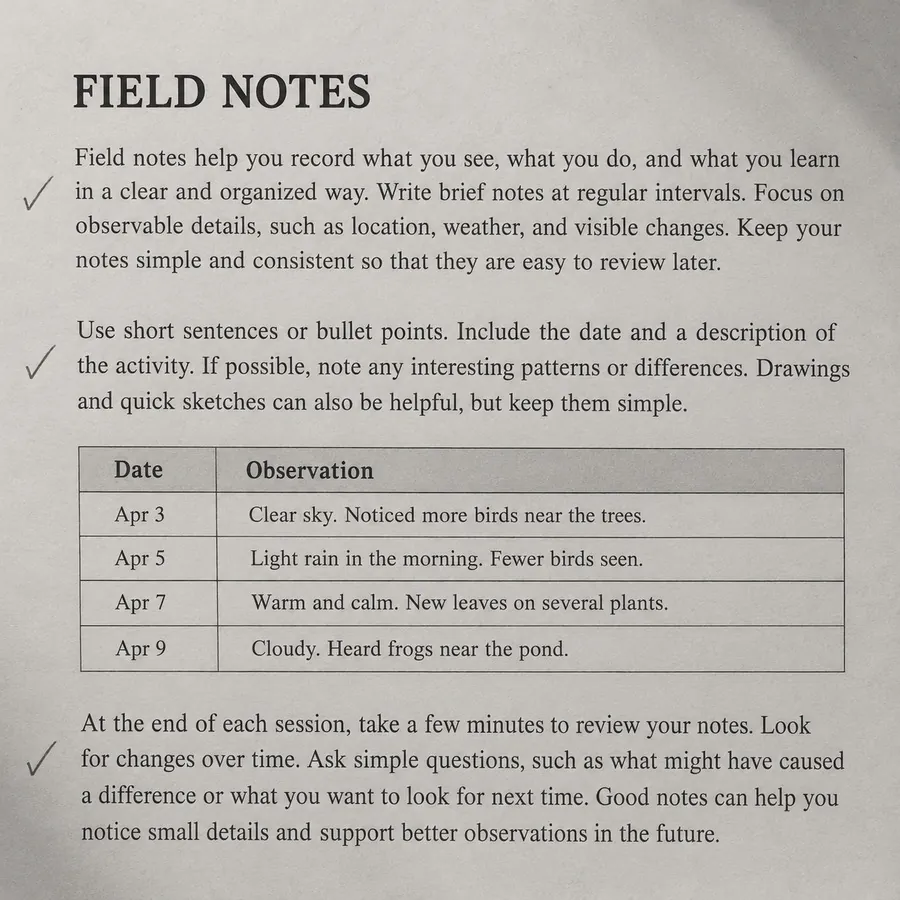 FIELD NOTES
Field notes help you record what you see, what you do, and what you learn
in a clear and organized way. Write brief notes at regular intervals. Focus on
observable details, such as location, weather, and visible changes. Keep your
notes simple and consistent so that they are easy to review later.
Use short sentences or bullet points. Include the date and a description of
the activity. If possible, note any interesting patterns or differences. Drawings
and quick sketches can also be helpful, but keep them simple.
Date Observation
Apr 3 Clear sky. Noticed more birds near the trees.
Apr 5 Light rain in the morning. Fewer birds seen.
Apr 7 Warm and calm. New leaves on several plants.
Apr 9 Cloudy. Heard frogs near the pond.
At the end of each session, take a few minutes to review your notes. Look
for changes over time. Ask simple questions, such as what might have caused
a difference or what you want to look for next time. Good notes can help you
notice small details and support better observations in the future.